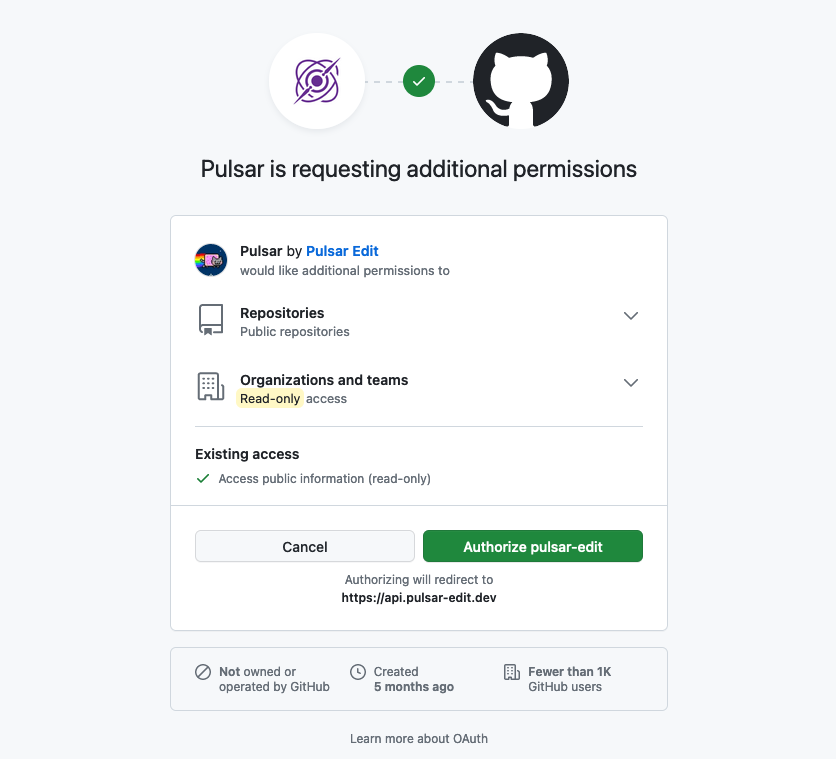 Pulsar is requesting additional permissions
Pulsar by Pulsar Edit
would like additional permissions to
Repositories
Public repositories
Organizations and teams
Read-only access
Existing access
Access public information (read-only)
Cancel
Authorize pulsar-edit
Authorizing will redirect to
https://api.pulsar-edit.dev
Not owned or
operated by GitHub
Created
5 months ago
Fewer than 1K
GitHub users
Learn more about OAuth